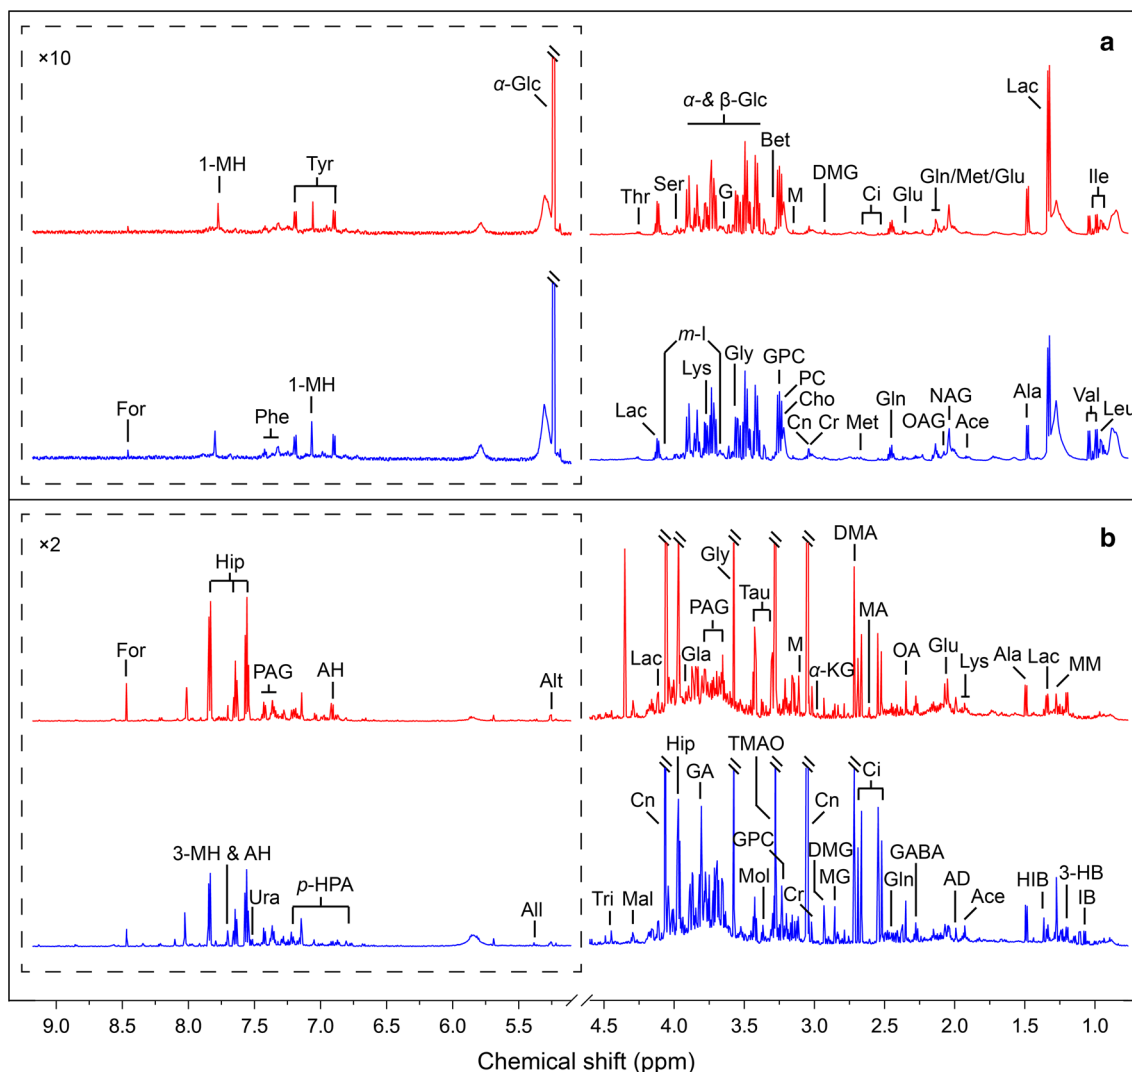 ×10
a
α-Glc
α-& β-Glc
Lac
1-MH
Tyr
Bet
DMG
Gln/Met/Glu
Thr
Ser
G
M
Ci
Glu
Ile
m-I
GPC
Gly
Lys
PC
1-MH
For
Phe
Lac
Cho
Cn
Cr
Met
Gln
NAG
OAG
Ace
Ala
Val
Leu
×2
b
DMA
Hip
Gly
Tau
PAG
MA
For
PAG
AH
Alt
Lac
Gla
M
α-KG
OA
Glu
Lys
Ala
Lac
MM
Hip
TMAO
GA
Ci
Cn
Cn
3-MH & AH
Ura
p-HPA
All
GPC
DMG
GABA
Tri
Mal
Mol
Cr
MG
Gln
AD
Ace
HIB
3-HB
IB
9.0 8.5 8.0 7.5 7.0 6.5 6.0 5.5 4.6 4.0 3.5 3.0 2.5 2.0 1.5 1.0
Chemical shift (ppm)